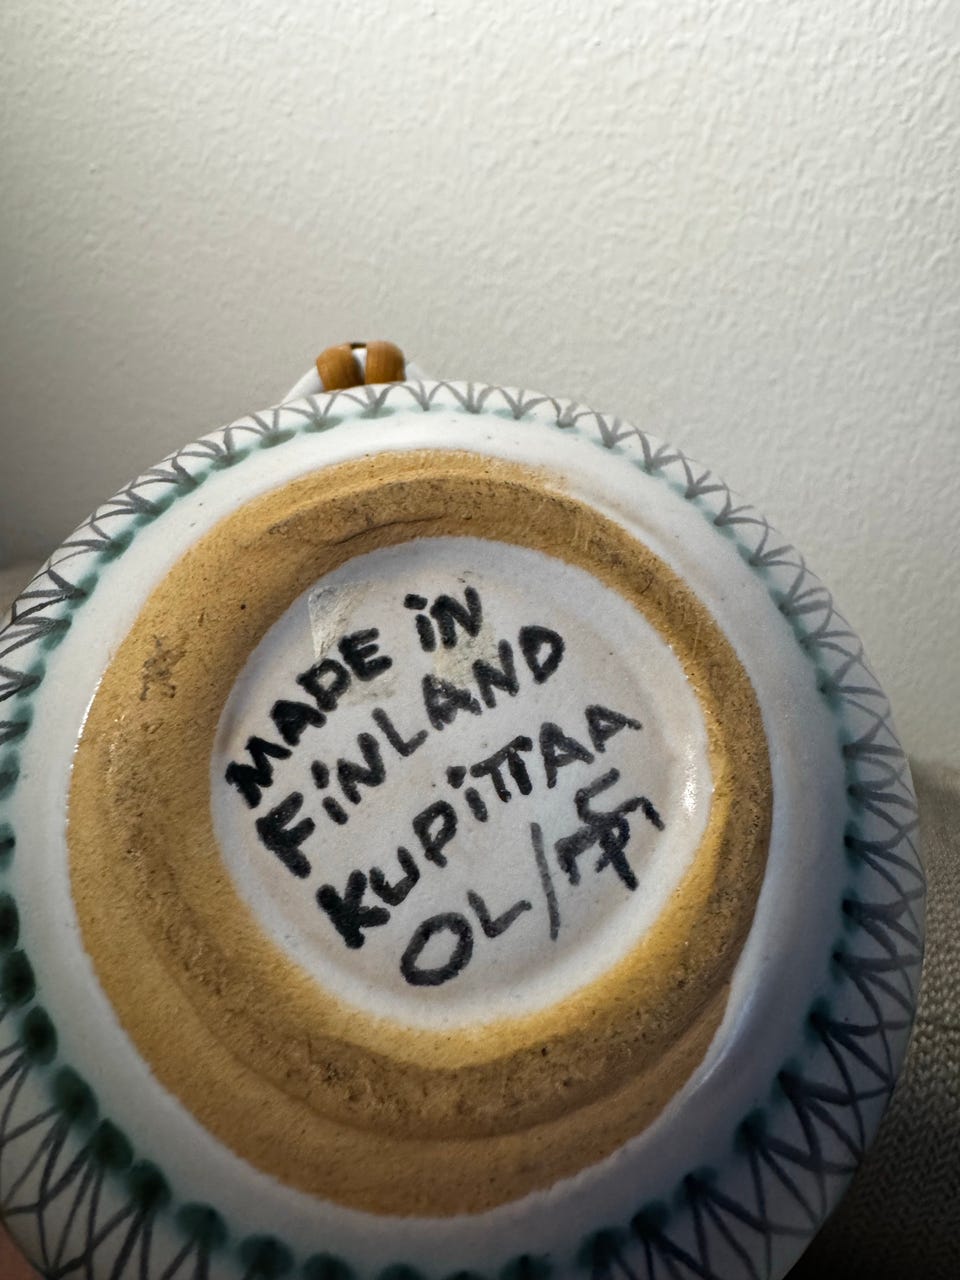 MADE iN
FiNLAND
KUPiTTAA
OL/